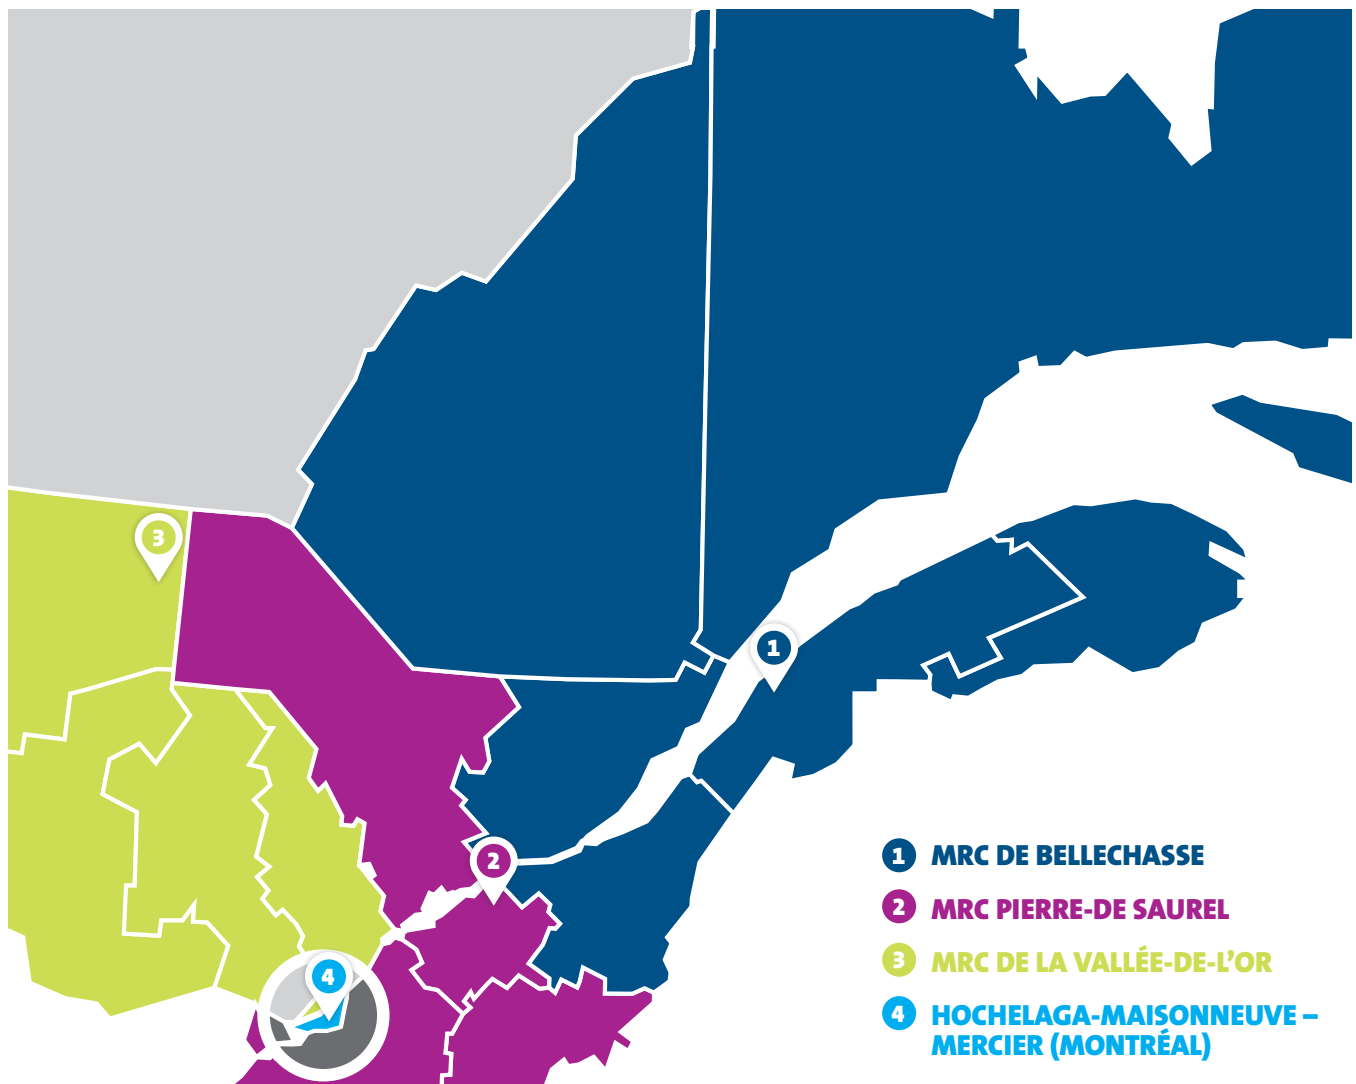 3
1
2
4
1 MRC DE BELLECHASSE
2 MRC PIERRE-DE SAUREL
3 MRC DE LA VALLÉE-DE-L’OR
4 HOCHELAGA-MAISONNEUVE –
MERCIER (MONTRÉAL)